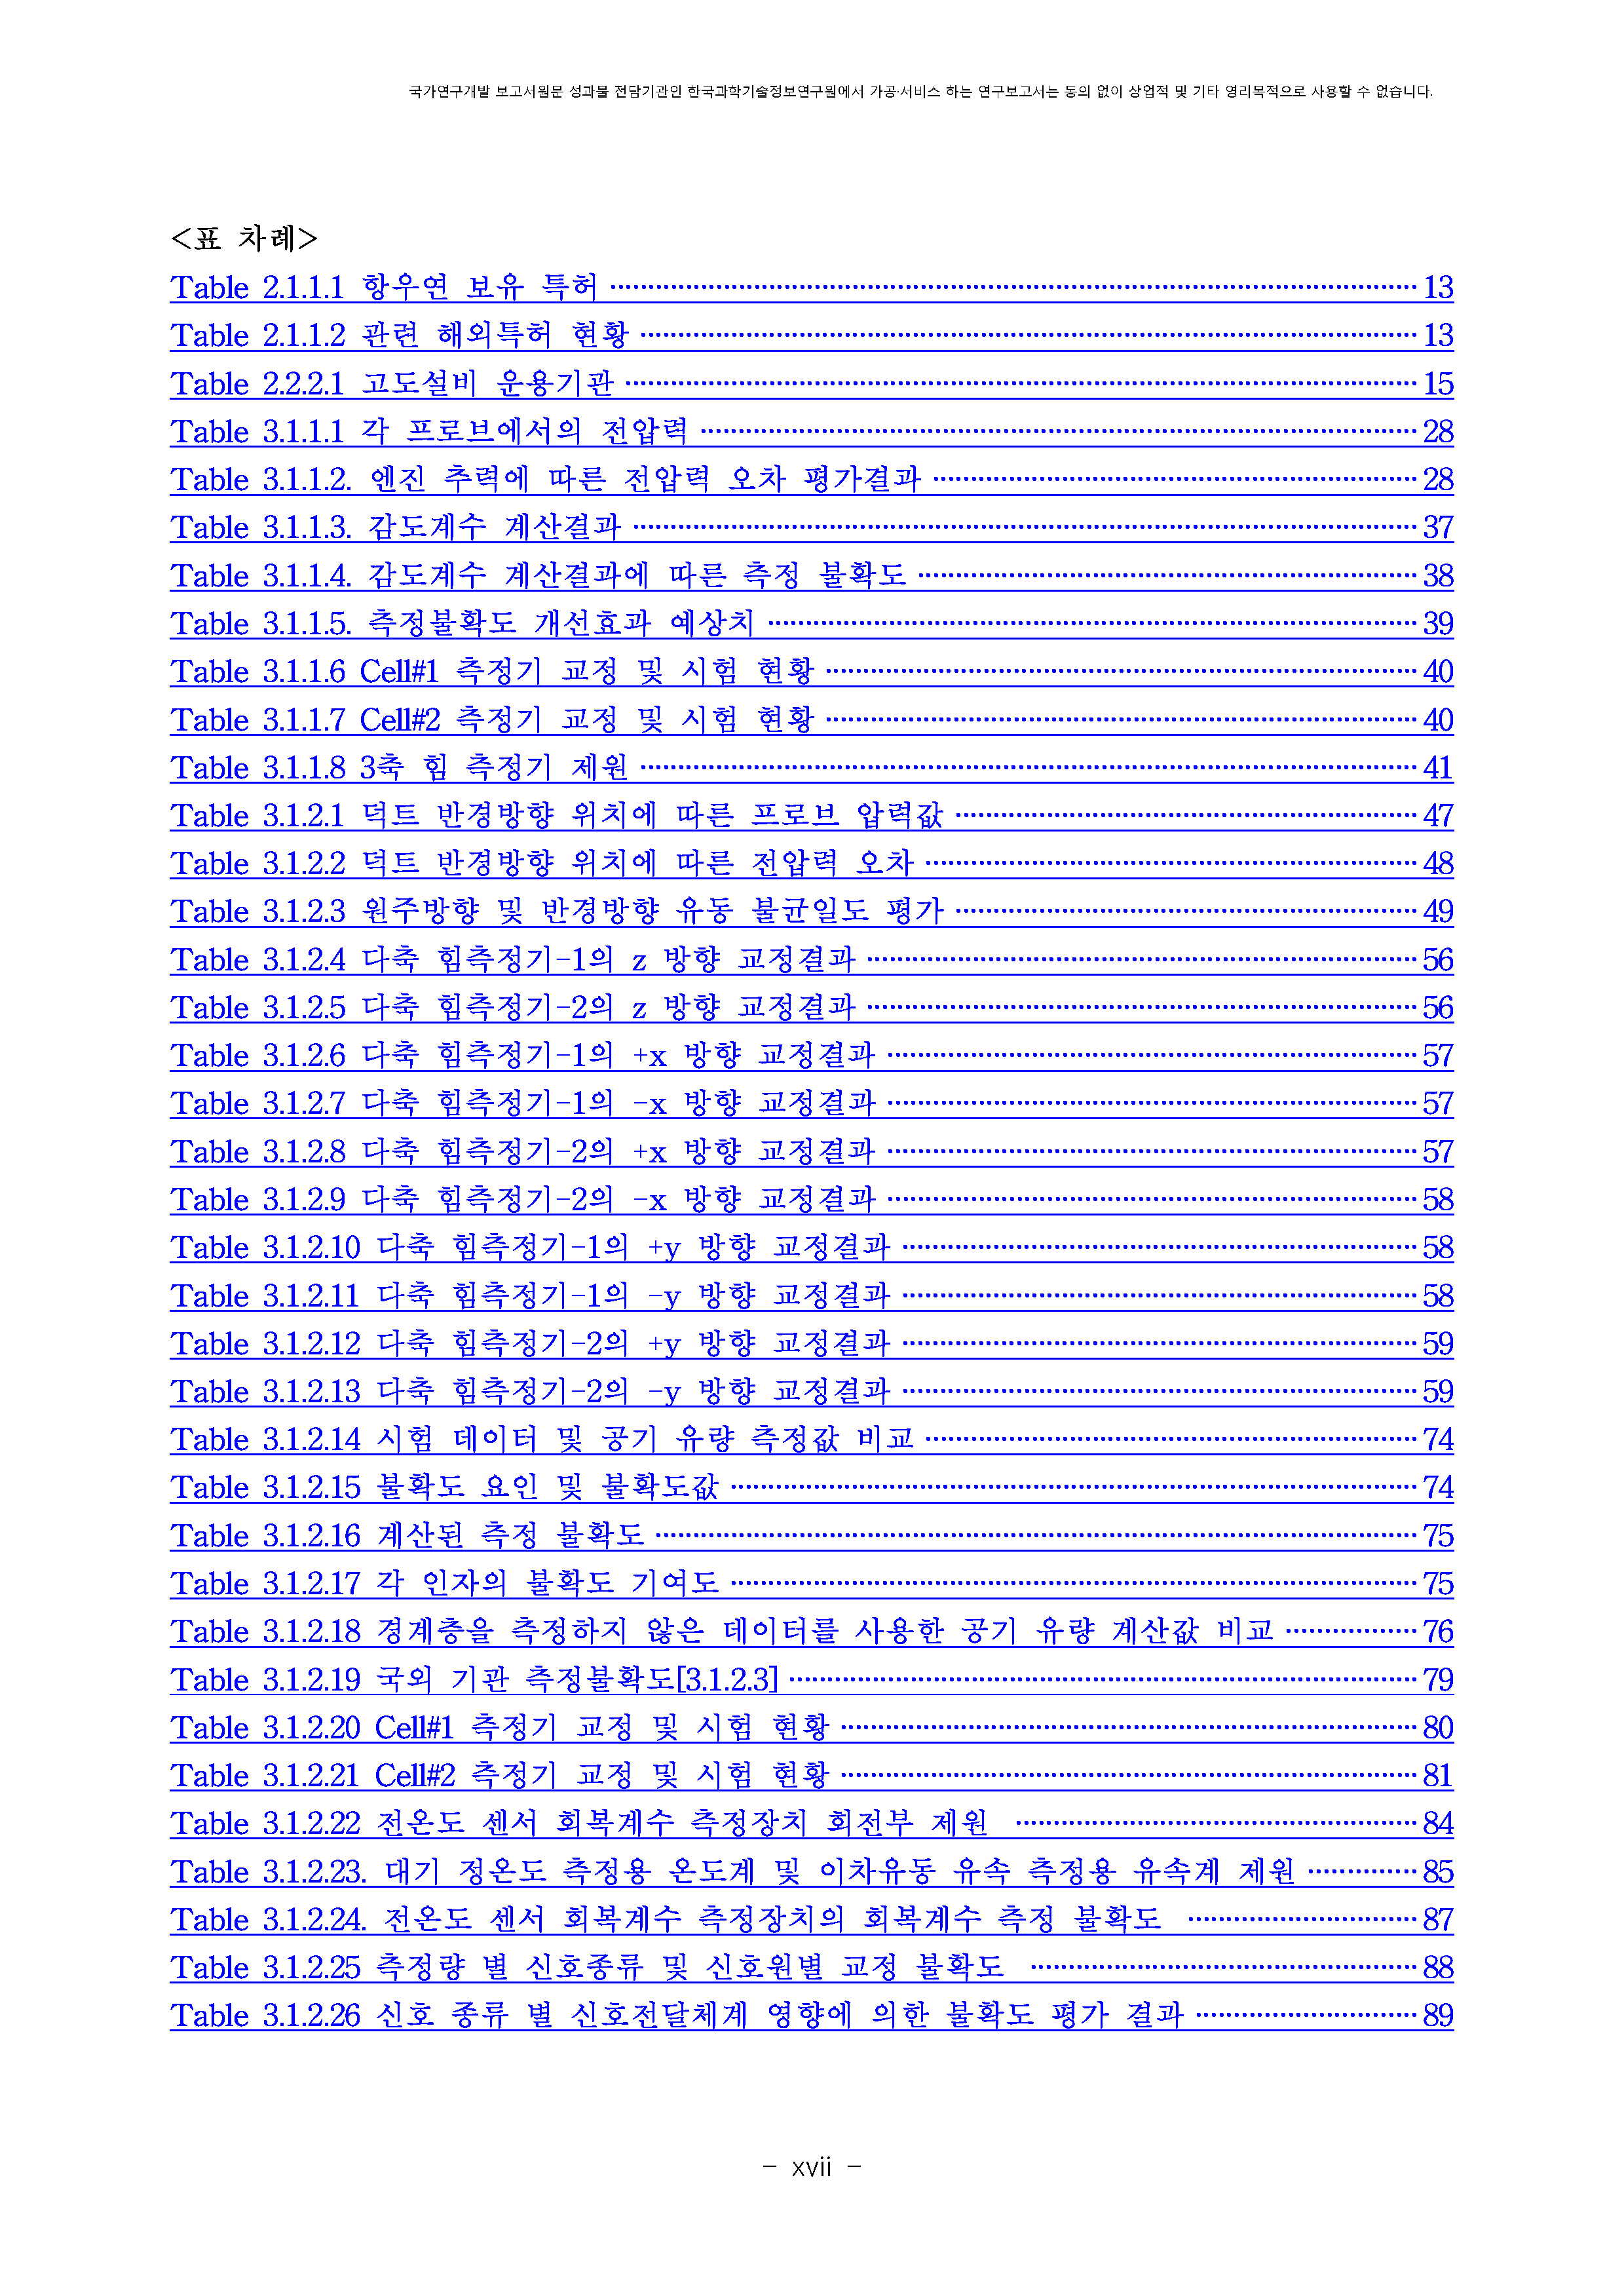 국가연구개발 보고서원문 성과물 전담기관인 한국과학기술정보연구원에서 가공·서비스 하는 연구보고서는 동의 없이 상업적 및 기타 영리목적으로 사용할 수 없습니다.
<표 차례>
Table 2.1.1.1 항우연 보유 특허 ··· 13
Table 2.1.1.2 관련 해외특허 현황 ··· 13
Table 2.2.2.1 고도설비 운용기관 ··· 15
Table 3.1.1.1 각 프로브에서의 전압력 ··· 28
Table 3.1.1.2. 엔진 추력에 따른 전압력 오차 평가결과 ··· 28
Table 3.1.1.3. 감도계수 계산결과 ··· 37
Table 3.1.1.4. 감도계수 계산결과에 따른 측정 불확도 ··· 38
Table 3.1.1.5. 측정불확도 개선효과 예상치 ··· 39
Table 3.1.1.6 Cell#1 측정기 교정 및 시험 현황 ··· 40
Table 3.1.1.7 Cell#2 측정기 교정 및 시험 현황 ··· 40
Table 3.1.1.8 3축 힘 측정기 제원 ··· 41
Table 3.1.2.1 덕트 반경방향 위치에 따른 프로브 압력값 ··· 47
Table 3.1.2.2 덕트 반경방향 위치에 따른 전압력 오차 ··· 48
Table 3.1.2.3 원주방향 및 반경방향 유동 불균일도 평가 ··· 49
Table 3.1.2.4 다축 힘측정기-1의 z 방향 교정결과 ··· 56
Table 3.1.2.5 다축 힘측정기-2의 z 방향 교정결과 ··· 56
Table 3.1.2.6 다축 힘측정기-1의 +x 방향 교정결과 ··· 57
Table 3.1.2.7 다축 힘측정기-1의 -x 방향 교정결과 ··· 57
Table 3.1.2.8 다축 힘측정기-2의 +x 방향 교정결과 ··· 57
Table 3.1.2.9 다축 힘측정기-2의 -x 방향 교정결과 ··· 58
Table 3.1.2.10 다축 힘측정기-1의 +y 방향 교정결과 ··· 58
Table 3.1.2.11 다축 힘측정기-1의 -y 방향 교정결과 ··· 58
Table 3.1.2.12 다축 힘측정기-2의 +y 방향 교정결과 ··· 59
Table 3.1.2.13 다축 힘측정기-2의 -y 방향 교정결과 ··· 59
Table 3.1.2.14 시험 데이터 및 공기 유량 측정값 비교 ··· 74
Table 3.1.2.15 불확도 요인 및 불확도값 ··· 74
Table 3.1.2.16 계산된 측정 불확도 ··· 75
Table 3.1.2.17 각 인자의 불확도 기여도 ··· 75
Table 3.1.2.18 경계층을 측정하지 않은 데이터를 사용한 공기 유량 계산값 비교 ··· 76
Table 3.1.2.19 국외 기관 측정불확도[3.1.2.3] ··· 79
Table 3.1.2.20 Cell#1 측정기 교정 및 시험 현황 ··· 80
Table 3.1.2.21 Cell#2 측정기 교정 및 시험 현황 ··· 81
Table 3.1.2.22 전온도 센서 회복계수 측정장치 회전부 제원 ··· 84
Table 3.1.2.23. 대기 정온도 측정용 온도계 및 이차유동 유속 측정용 유속계 제원 ··· 85
Table 3.1.2.24. 전온도 센서 회복계수 측정장치의 회복계수 측정 불확도 ··· 87
Table 3.1.2.25 측정량 별 신호종류 및 신호원별 교정 불확도 ··· 88
Table 3.1.2.26 신호 종류 별 신호전달체계 영향에 의한 불확도 평가 결과 ··· 89
- xvii -